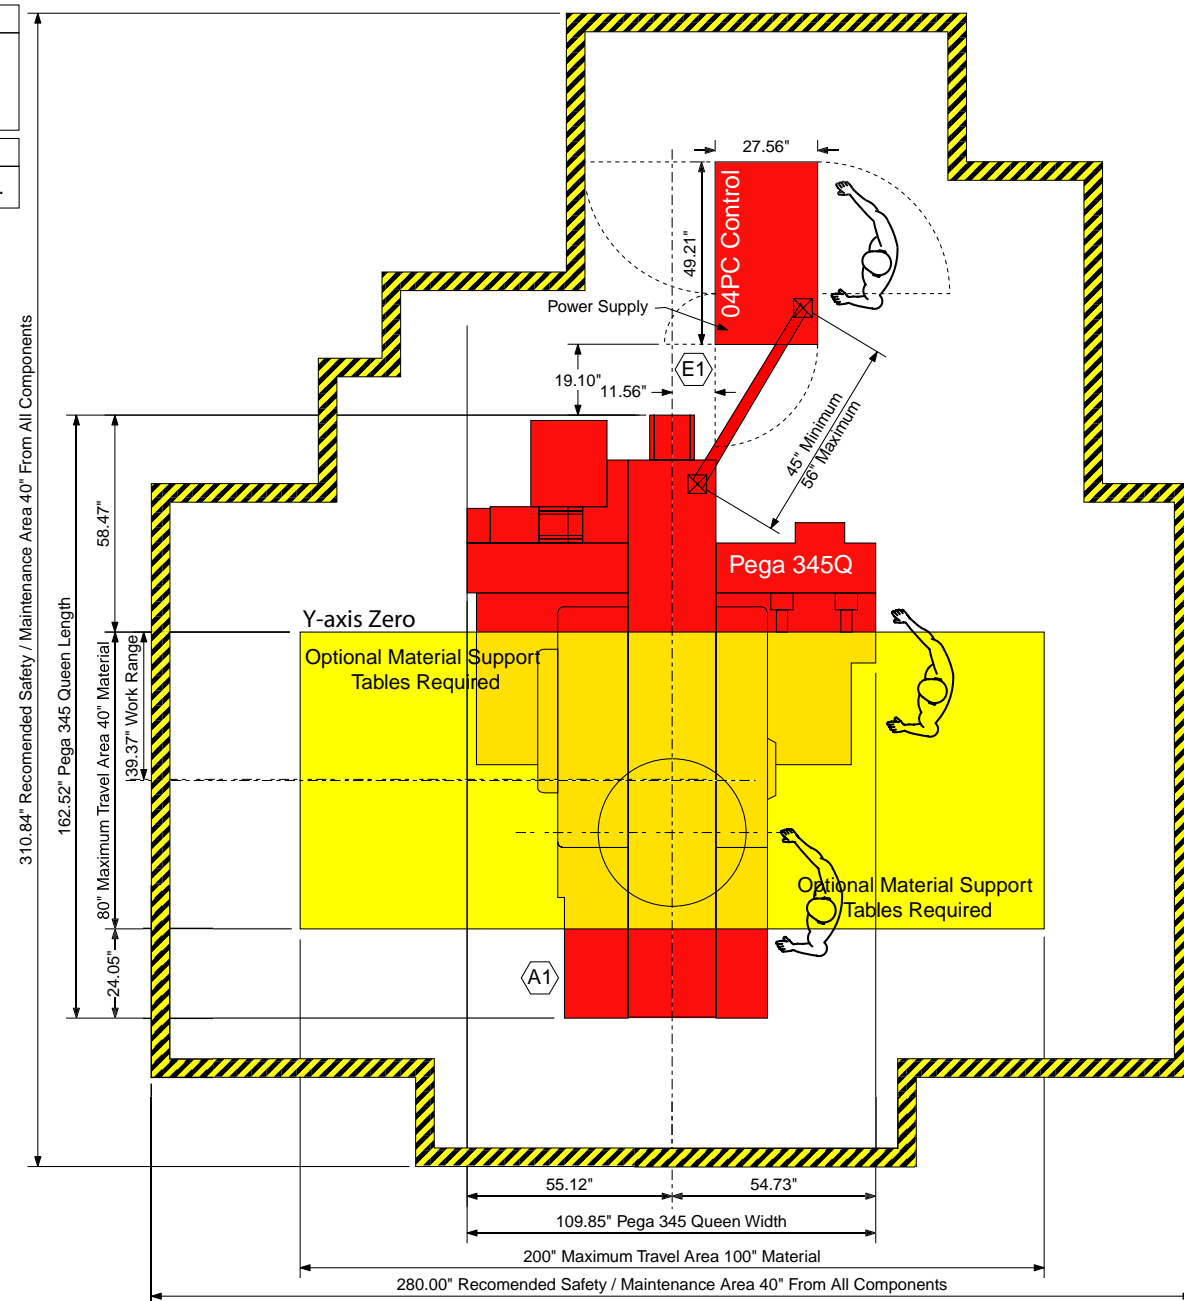 27.56"
04PC Control
49.21"
Power Supply
E1
19.10"
11.56"
45" Minimum
56" Maximum
310.84" Recomended Safety / Maintenance Area 40" From All Components
162.52" Pega 345 Queen Length
58.47"
80" Maximum Travel Area 40" Material
39.37" Work Range
24.05"
Pega 345Q
Y-axis Zero
Optional Material Support
Tables Required
Optional Material Support
Tables Required
A1
55.12"
54.73"
109.85" Pega 345 Queen Width
200" Maximum Travel Area 100" Material
280.00" Recomended Safety / Maintenance Area 40" From All Components